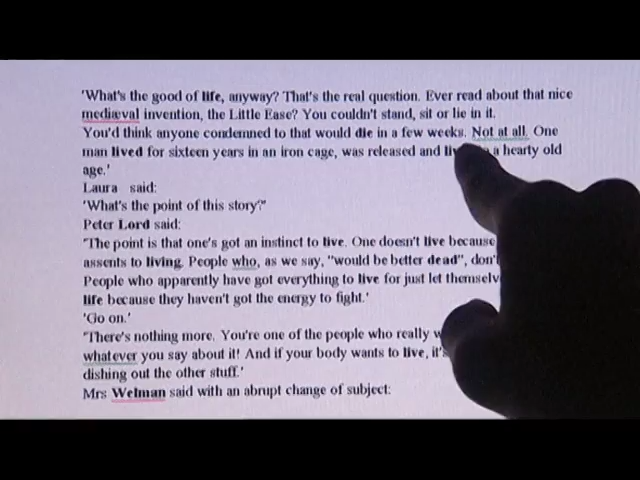 'What's the good of life, anyway? That's the real question. Ever read about that nice
mediæval invention, the Little Ease? You couldn't stand, sit or lie in it.
You'd think anyone condemned to that would die in a few weeks. Not at all. One
man lived for sixteen years in an iron cage, was released and a hearty old
age.'
Laura said:
'What's the point of this story?'
Peter Lord said:
'The point is that one's got an instinct to live. One doesn't live because
assents to living. People who, as we say, "would be better dead",
People who apparently have got everything to live for just let
life because they haven't got the energy to fight.'
'Go on.'
'There's nothing more. You're one of the people who really
whatever you say about it! And if your body wants to live,
dishing out the other stuff.'
Mrs Welman said with an abrupt change of subject: